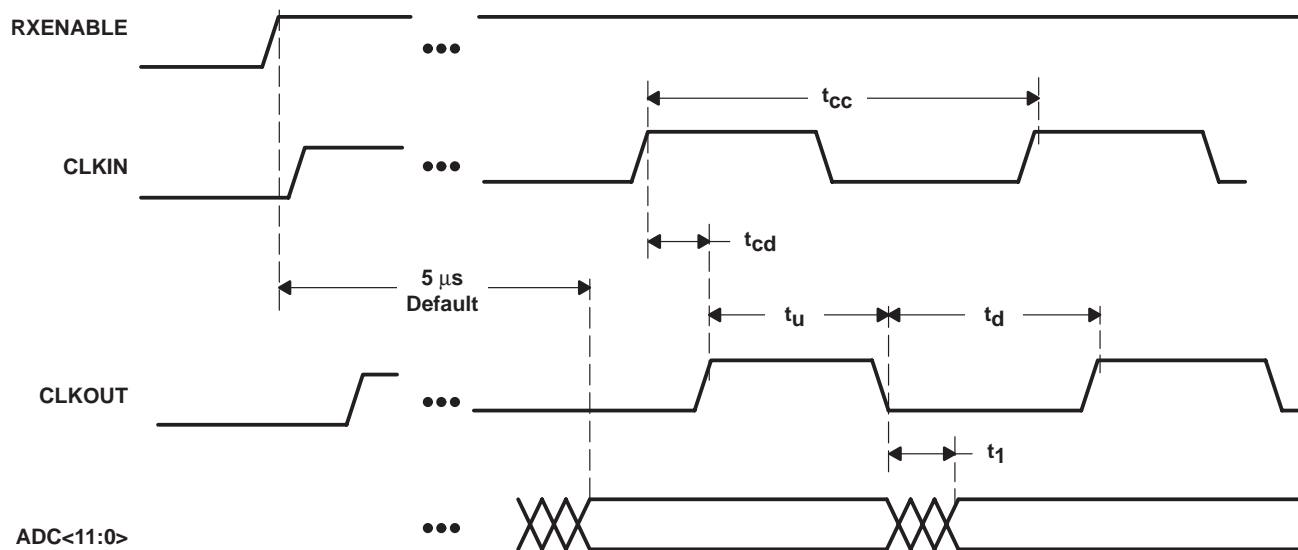 RXENABLE
tcc
CLKIN
tcd
5 μs
Default
tu
td
CLKOUT
t1
ADC<11:0>